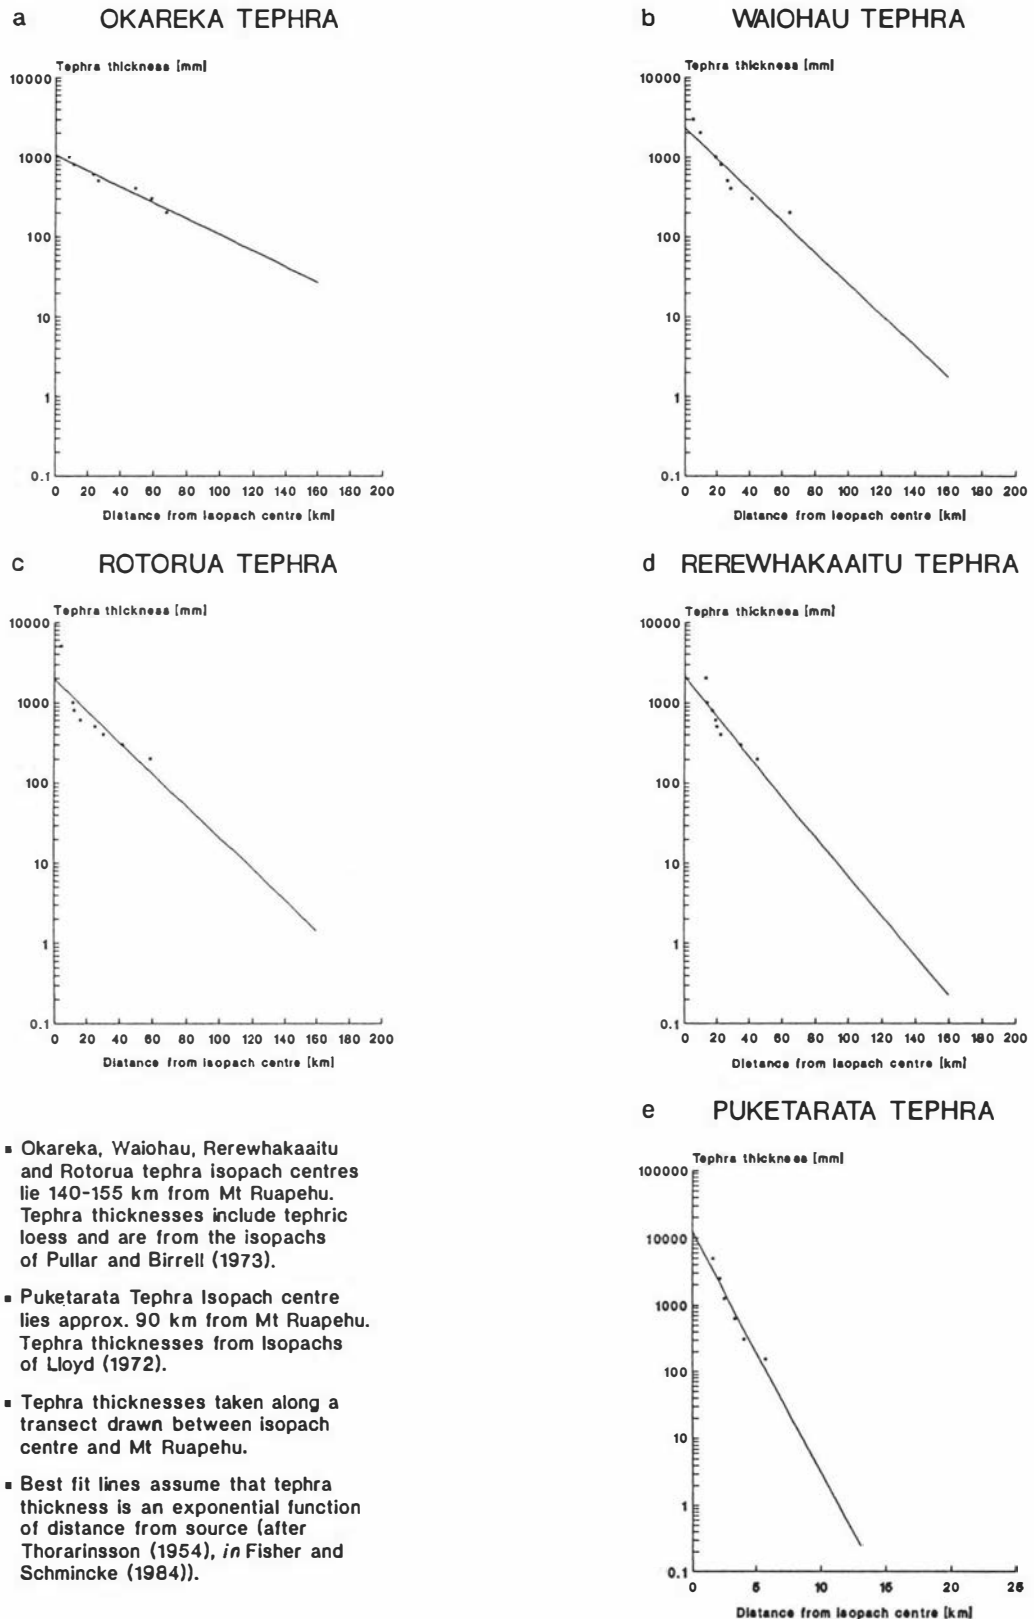 a OKAREKA TEPHRA
Tephra thickness [mm]
10000
1000
100
10
1
0.1
0 20 40 60 80 100 120 140 160 180 200
Distance from isopach centre [km]
b WAIOHAU TEPHRA
Tephra thickness [mm]
10000
1000
100
10
1
0.1
0 20 40 60 80 100 120 140 160 180 200
Distance from isopach centre [km]
c ROTORUA TEPHRA
Tephra thickness [mm]
10000
1000
100
10
1
0.1
0 20 40 60 80 100 120 140 160 180 200
Distance from isopach centre [km]
d REREWHAKAAITU TEPHRA
Tephra thickness [mm]
10000
1000
100
10
1
0.1
0 20 40 60 80 100 120 140 160 180 200
Distance from isopach centre [km]
▪ Okareka, Waiohau, Rerewhakaaitu
and Rotorua tephra isopach centres
lie 140-155 km from Mt Ruapehu.
Tephra thicknesses include tephric
loess and are from the isopachs
of Pullar and Birrell (1973).
▪ Puketarata Tephra Isopach centre
lies approx. 90 km from Mt Ruapehu.
Tephra thicknesses from Isopachs
of Lloyd (1972).
▪ Tephra thicknesses taken along a
transect drawn between isopach
centre and Mt Ruapehu.
▪ Best fit lines assume that tephra
thickness is an exponential function
of distance from source (after
Thorarinsson (1954), in Fisher and
Schmincke (1984)).
e PUKETARATA TEPHRA
Tephra thickness [mm]
100000
10000
1000
100
10
1
0.1
0 5 10 15 20 25
Distance from isopach centre [km]